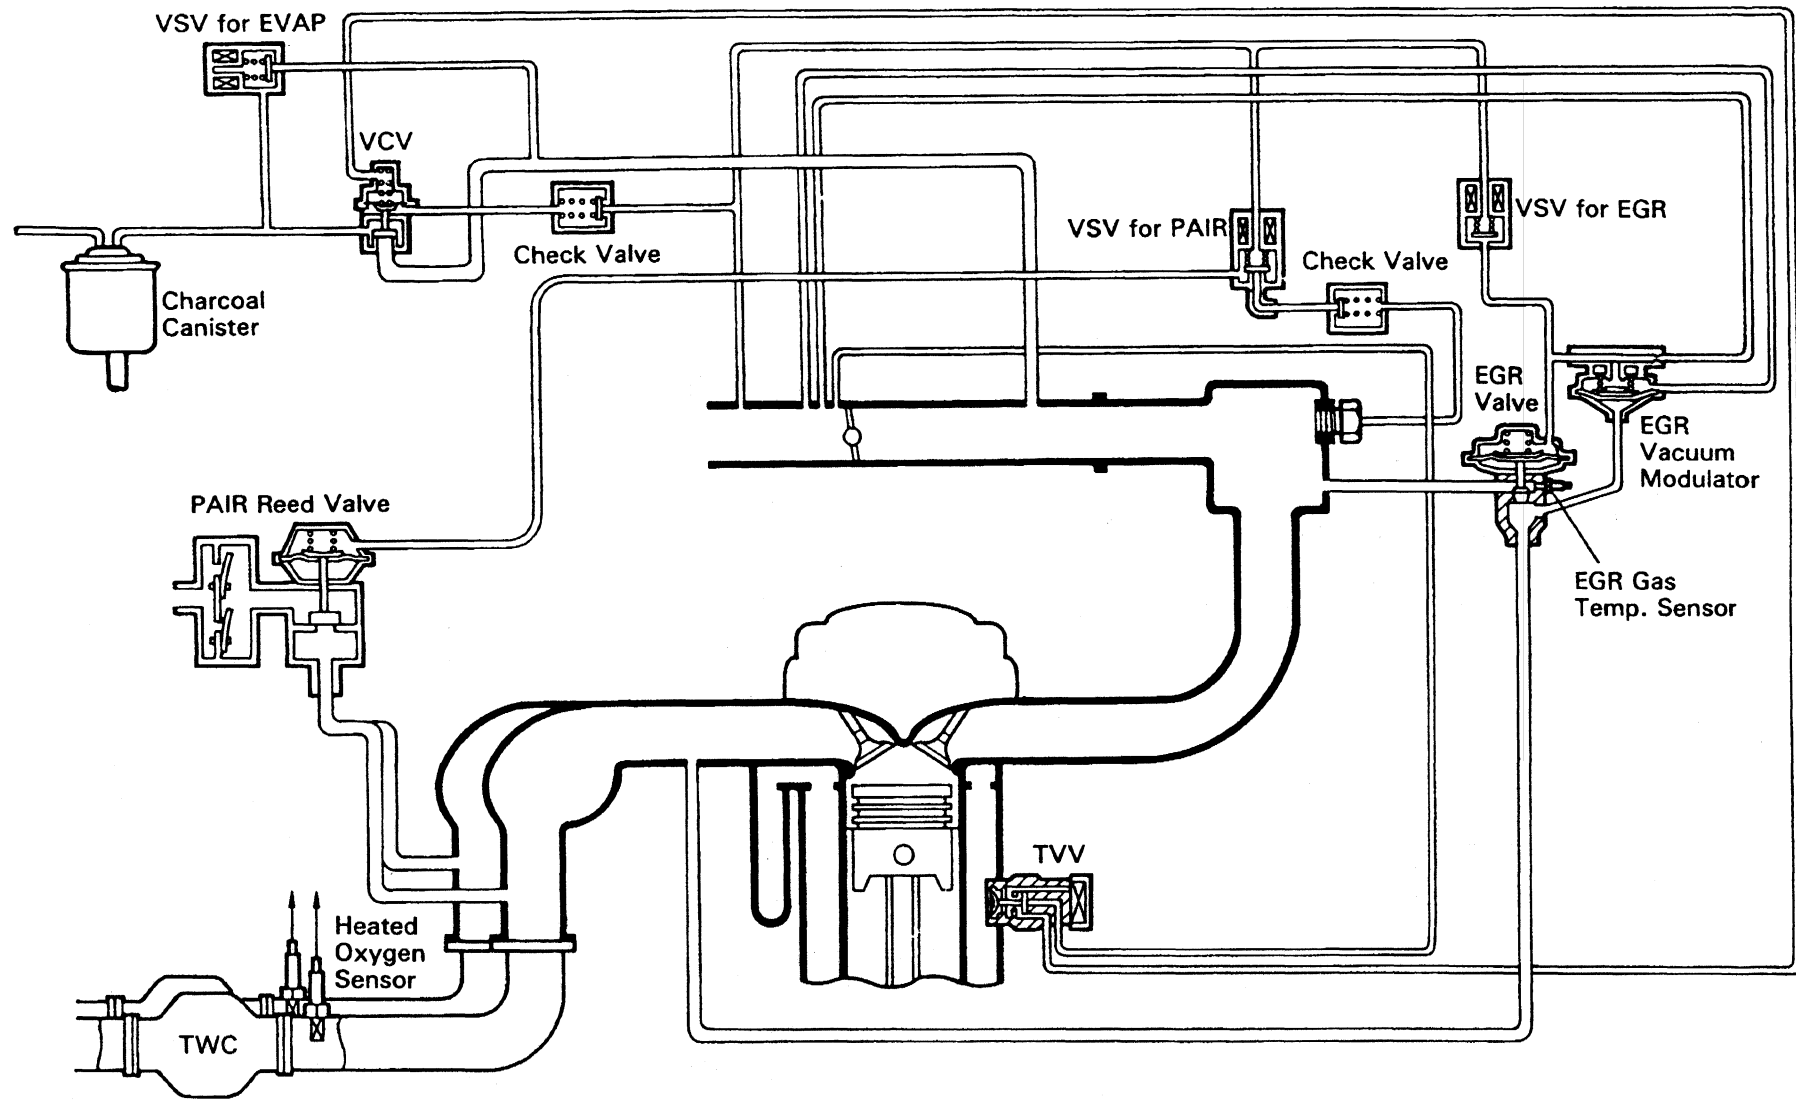 VSV for EVAP
VCV
Check Valve
VSV for PAIR
VSV for EGR
Check Valve
Charcoal
Canister
EGR
Valve
EGR
Vacuum
Modulator
PAIR Reed Valve
EGR Gas
Temp. Sensor
TVV
Heated
Oxygen
Sensor
TWC